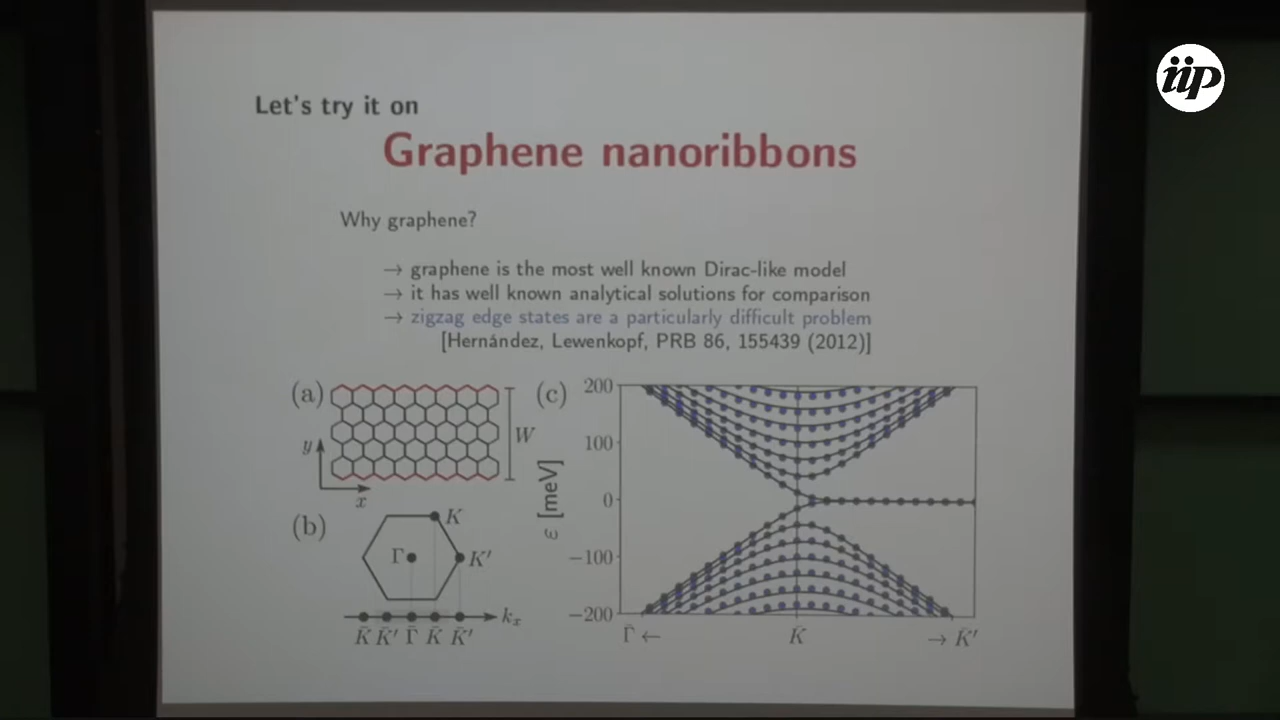 iip
Let's try it on
Graphene nanoribbons
Why graphene?
→ graphene is the most well known Dirac-like model
→ it has well known analytical solutions for comparison
→ zigzag edge states are a particularly difficult problem
[Hernández, Lewenkopf, PRB 86, 155439 (2012)]
(a)
W
y
x
(b)
K
Γ
K′
k_x
K̄ K̄′ Γ̄ K̄ K̄′
(c)
200
100
0
−100
−200
ε [meV]
Γ̄ ←
K̄
→ K̄′